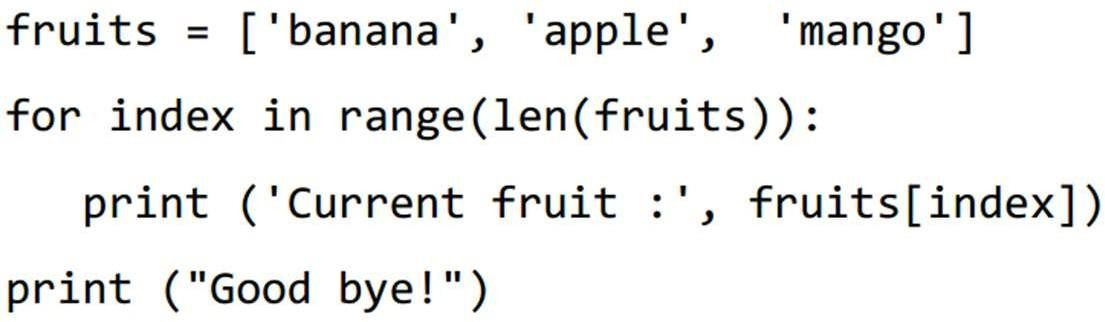 fruits = ['banana', 'apple',  'mango']
for index in range(len(fruits)):
   print ('Current fruit :', fruits[index])
print ("Good bye!")